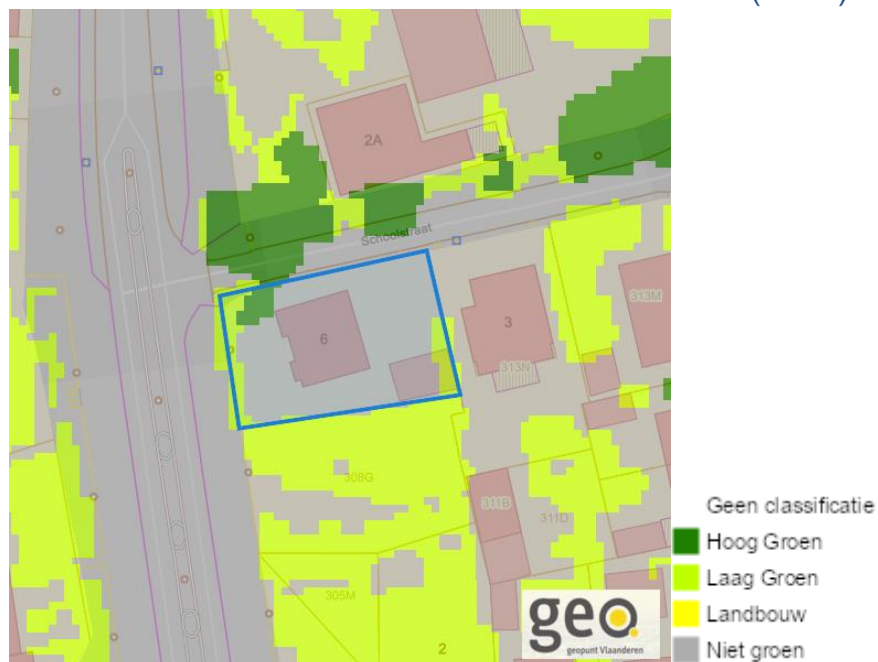 2A
Schoolstraat
6
3
313M
313N
308G
311B
311D
305M
2
geo
geopunt Vlaanderen
Geen classificatie
Hoog Groen
Laag Groen
Landbouw
Niet groen